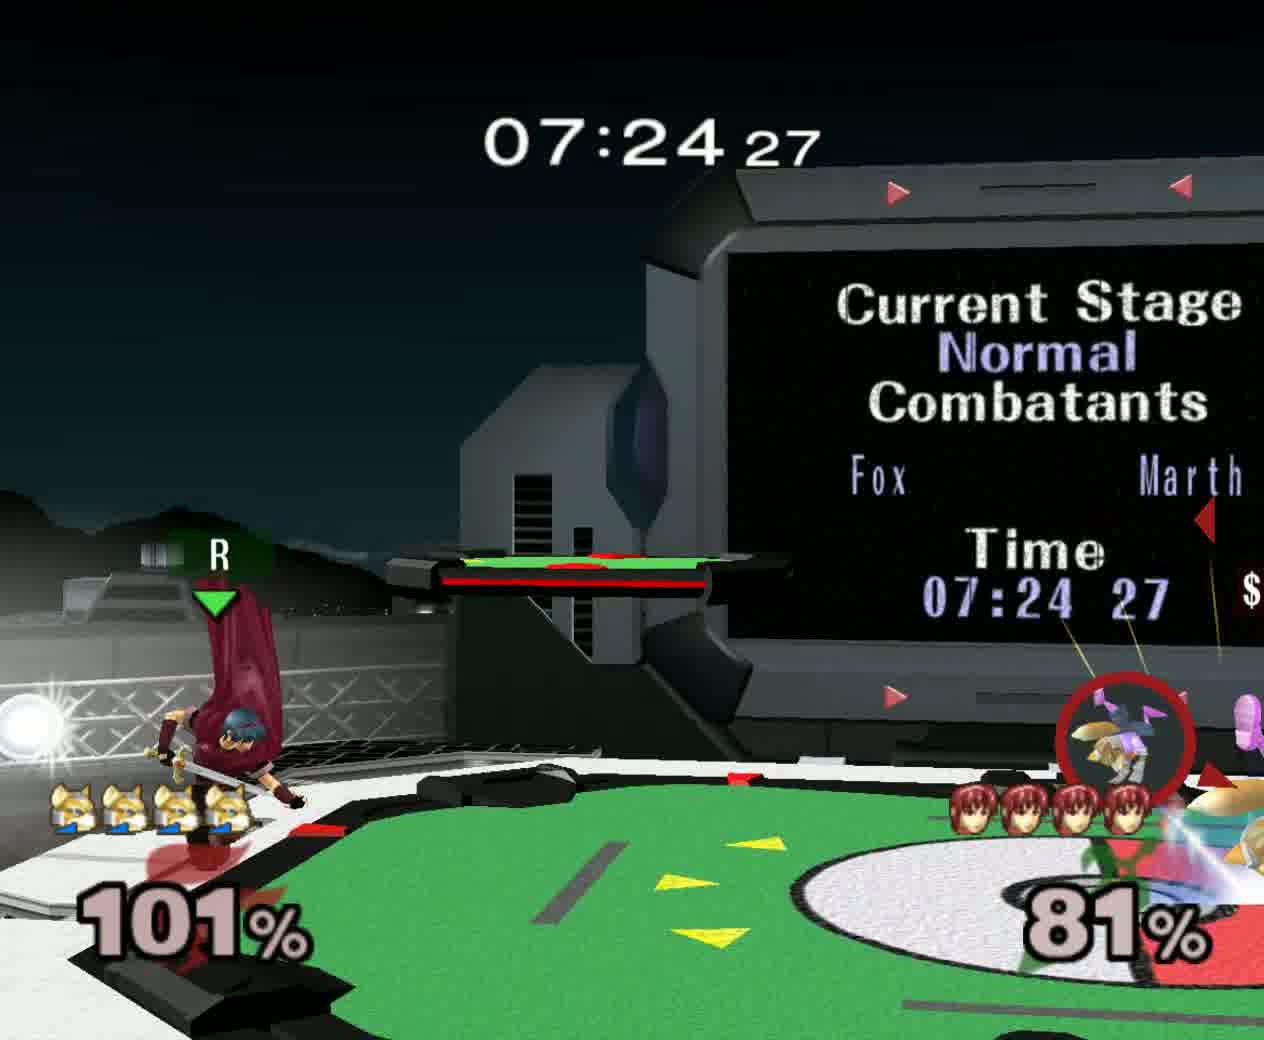 07:24 27
Current Stage
Normal
Combatants
Fox Marth
Time
07:24 27
R
$
101%
81%